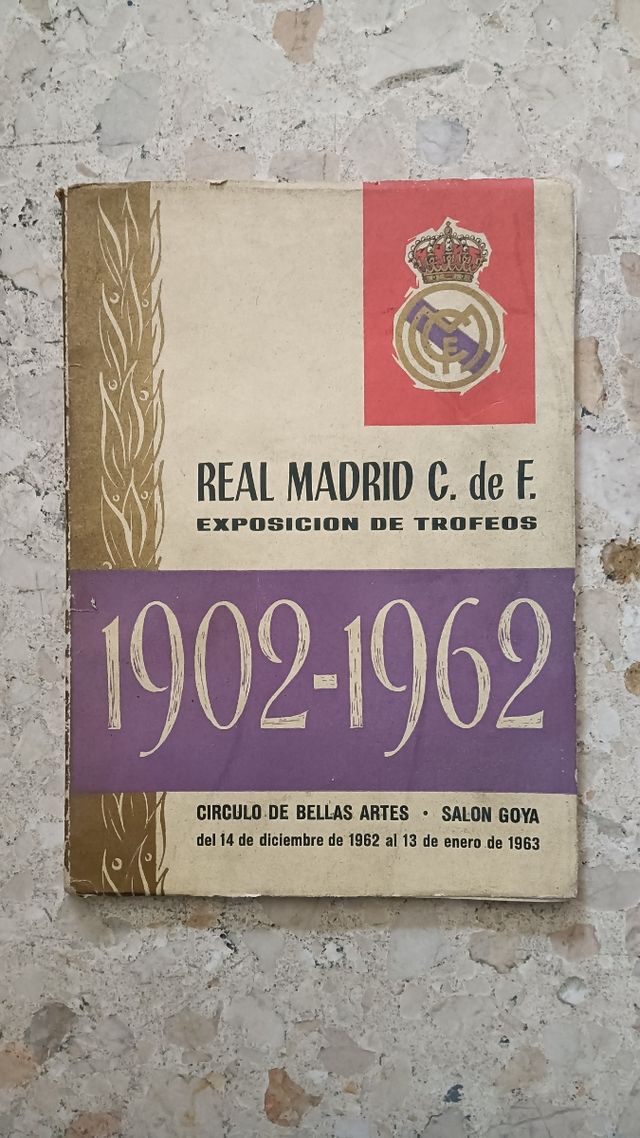 REAL MADRID C. de F.
EXPOSICION DE TROFEOS
1902-1962
CIRCULO DE BELLAS ARTES · SALON GOYA
del 14 de diciembre de 1962 al 13 de enero de 1963